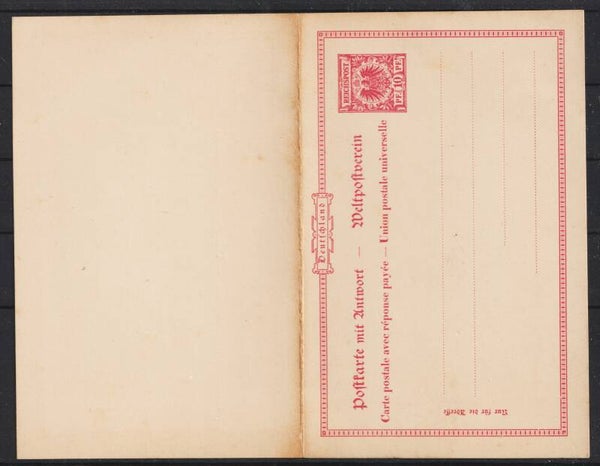 Deutschland
REICHSPOST
PF. 10 PF.
Postkarte mit Antwort — Weltpostverein
Carte postale avec réponse payée — Union postale universelle
Nur für die Adresse